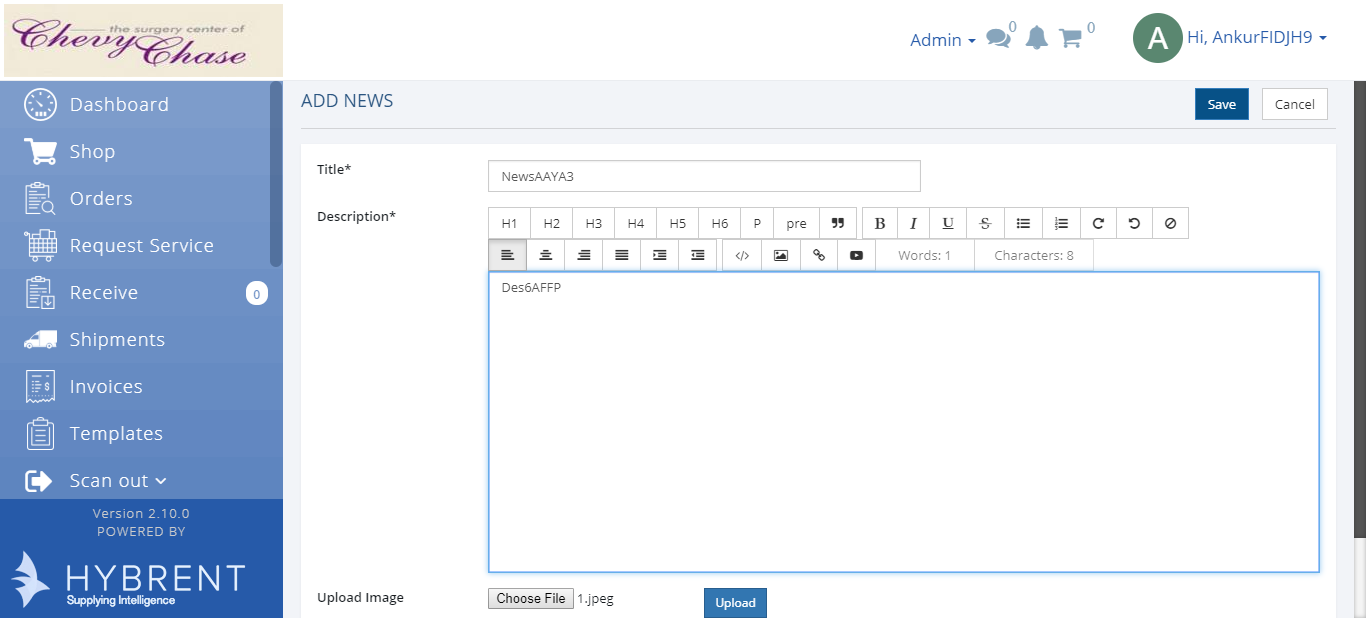 the surgery center of
Chevy Chase
Admin
0
0
A
Hi, AnkurFIDJH9
Dashboard
Shop
Orders
Request Service
Receive
0
Shipments
Invoices
Templates
Scan out
Version 2.10.0
POWERED BY
HYBRENT
Supplying Intelligence
ADD NEWS
Save
Cancel
Title*
NewsAAYA3
Description*
H1 H2 H3 H4 H5 H6 P pre B I U S
Words: 1 Characters: 8
Des6AFFP
Upload Image
Choose File 1.jpeg
Upload